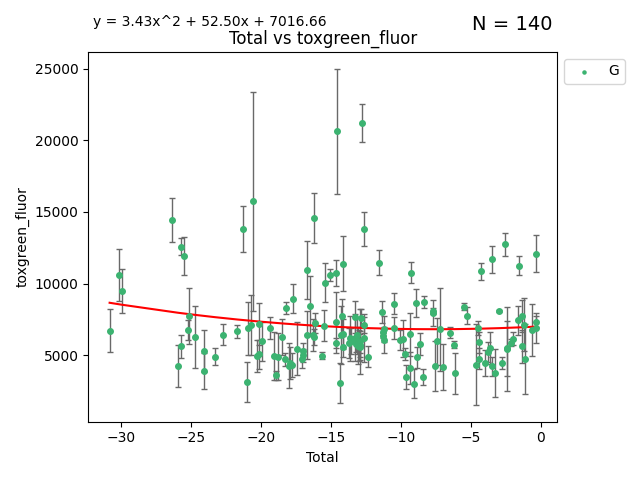 y = 3.43x^2 + 52.50x + 7016.66
N = 140
Total vs toxgreen_fluor
G
25000
20000
15000
10000
5000
toxgreen_fluor
−30 −25 −20 −15 −10 −5 0
Total